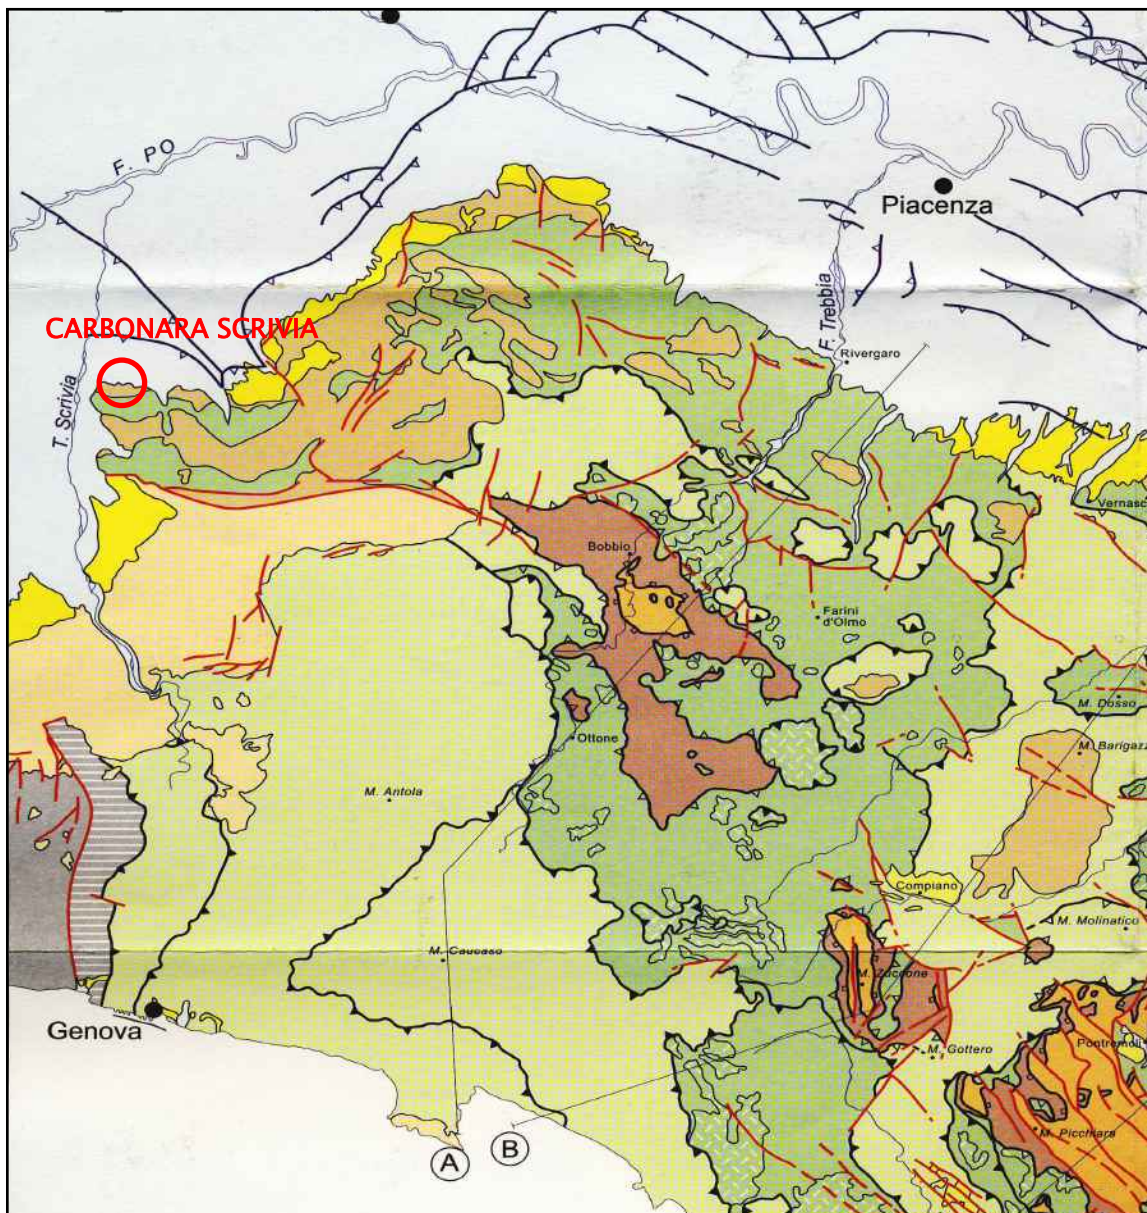 F. PO
Piacenza
CARBONARA SCRIVIA
T. Scrivia
F. Trebbia
Rivergaro
Vernasc
Bobbio
Farini
d'Olmo
M. Dosso
Ottone
M. Barigazz
M. Antola
Compiano
M. Molinatico
M. Caucaso
M. Zuccone
Genova
M. Gottero
Pontremoli
M. Picchiara
A
B